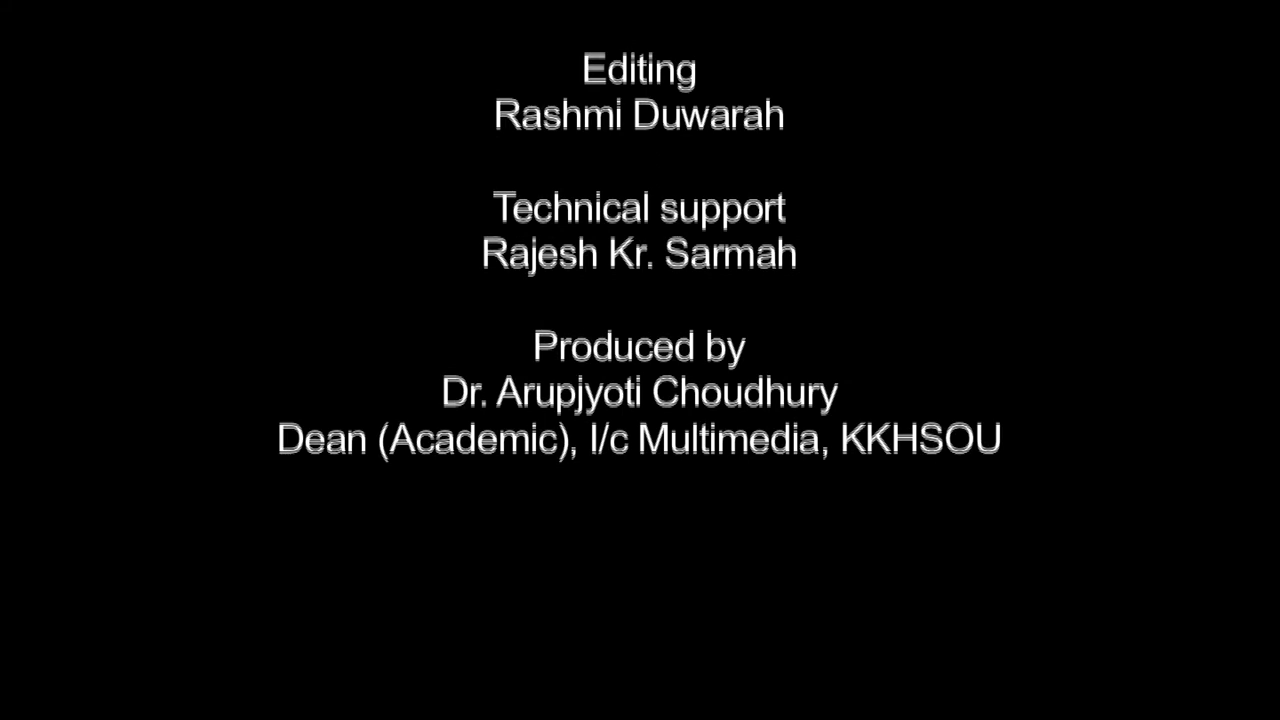 Editing
Rashmi Duwarah
Technical support
Rajesh Kr. Sarmah
Produced by
Dr. Arupjyoti Choudhury
Dean (Academic), I/c Multimedia, KKHSOU